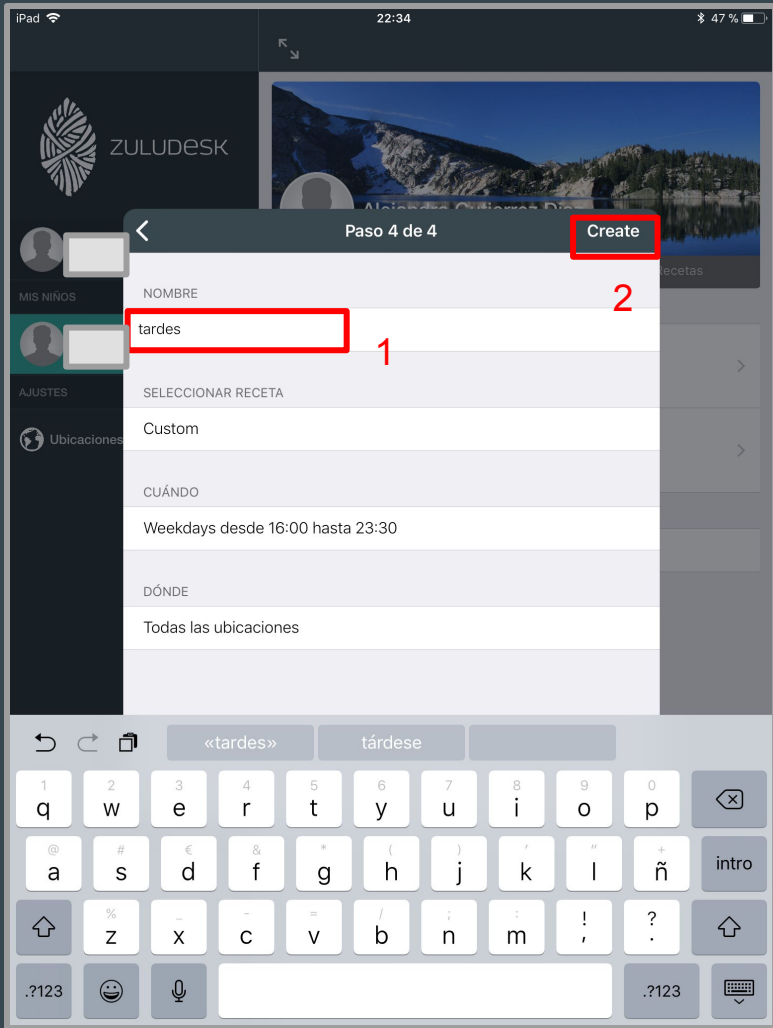 iPad 22:34 47 %
ZULUDESK
Paso 4 de 4 Create
Recetas
MIS NIÑOS
NOMBRE
2
tardes
1
AJUSTES
SELECCIONAR RECETA
Custom
Ubicaciones
CUÁNDO
Weekdays desde 16:00 hasta 23:30
DÓNDE
Todas las ubicaciones
«tardes» tárdese
1 2 3 4 5 6 7 8 9 0
q w e r t y u i o p
@ # € & * ( ) ' " +
a s d f g h j k l ñ intro
% _ - = / ; : ! ?
z x c v b n m , .
.?123 .?123